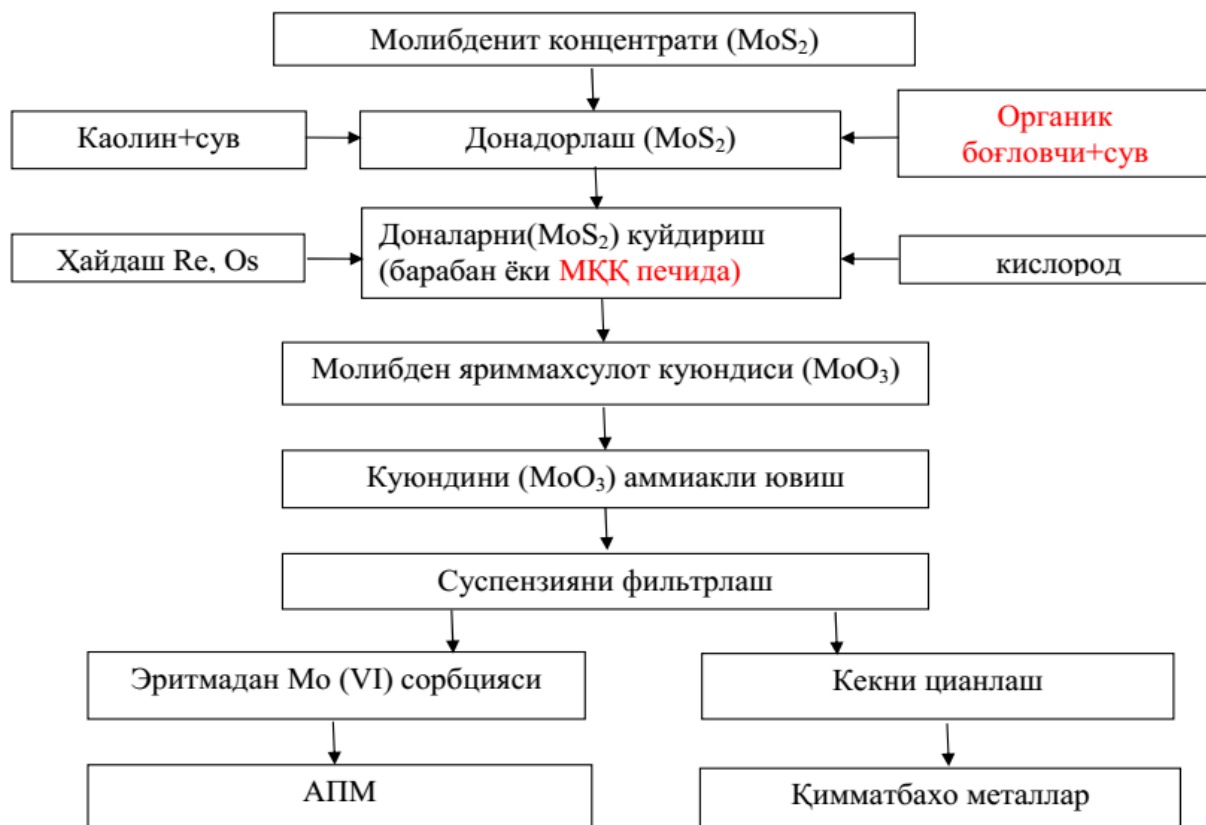 Молибденит концентрати (MoS₂)
Каолин+сув
Донадорлаш (MoS₂)
Органик
боғловчи+сув
Ҳайдаш Re, Os
Доналарни(MoS₂) куйдириш
(барабан ёки МҚҚ печида)
кислород
Молибден яриммахсулот куюндиси (MoO₃)
Куюндини (MoO₃) аммиакли ювиш
Суспензияни фильтрлаш
Эритмадан Mo (VI) сорбцияси
Кекни цианлаш
АПМ
Қимматбахо металлар